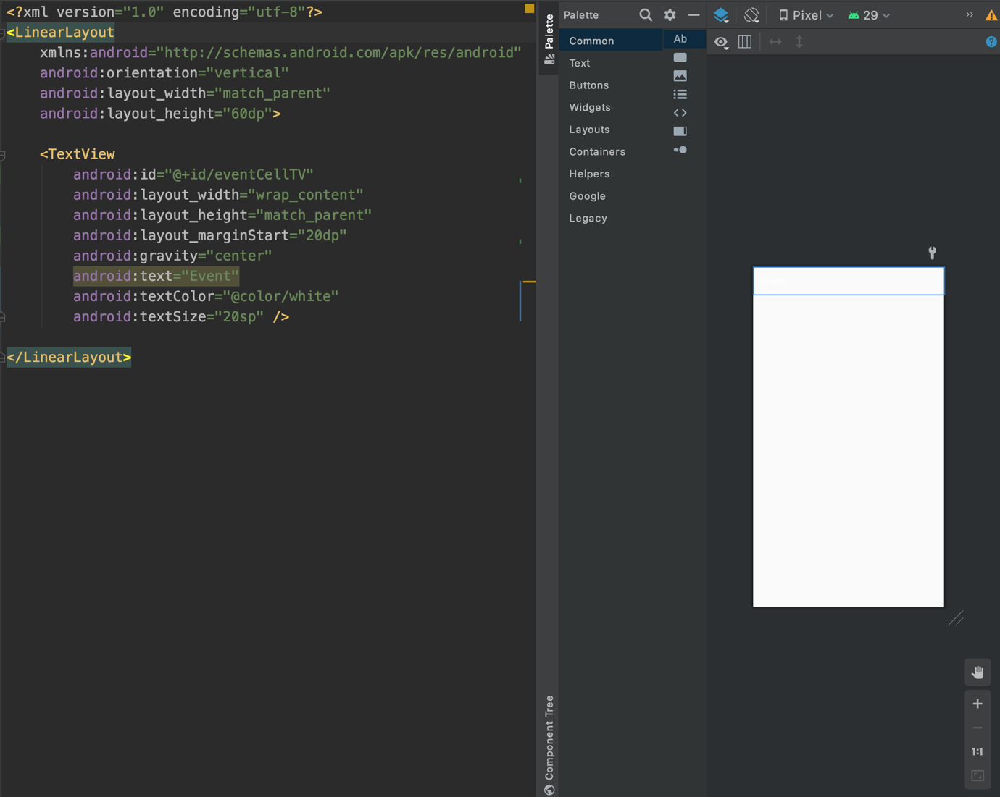 <?xml version="1.0" encoding="utf-8"?>
<LinearLayout
xmlns:android="http://schemas.android.com/apk/res/android"
android:orientation="vertical"
android:layout_width="match_parent"
android:layout_height="60dp">
<TextView
android:id="@+id/eventCellTV"
android:layout_width="wrap_content"
android:layout_height="match_parent"
android:layout_marginStart="20dp"
android:gravity="center"
android:text="Event"
android:textColor="@color/white"
android:textSize="20sp" />
</LinearLayout>
Palette
Component Tree
Palette
Common
Text
Buttons
Widgets
Layouts
Containers
Helpers
Google
Legacy
Ab
Pixel
29
»
?
1:1